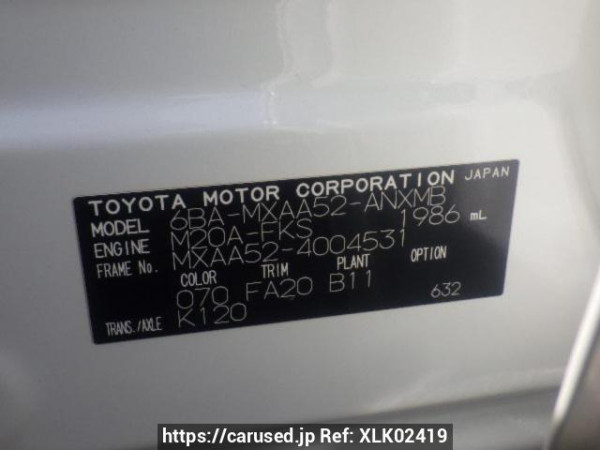 TOYOTA MOTOR CORPORATION JAPAN
MODEL 6BA-MXAA52-ANXMB
ENGINE M20A-FKS 1986 mL
FRAME No. MXAA52-4004531
COLOR TRIM PLANT OPTION
070 FA20 B11 632
TRANS./AXLE K120
https://carused.jp Ref: XLK02419